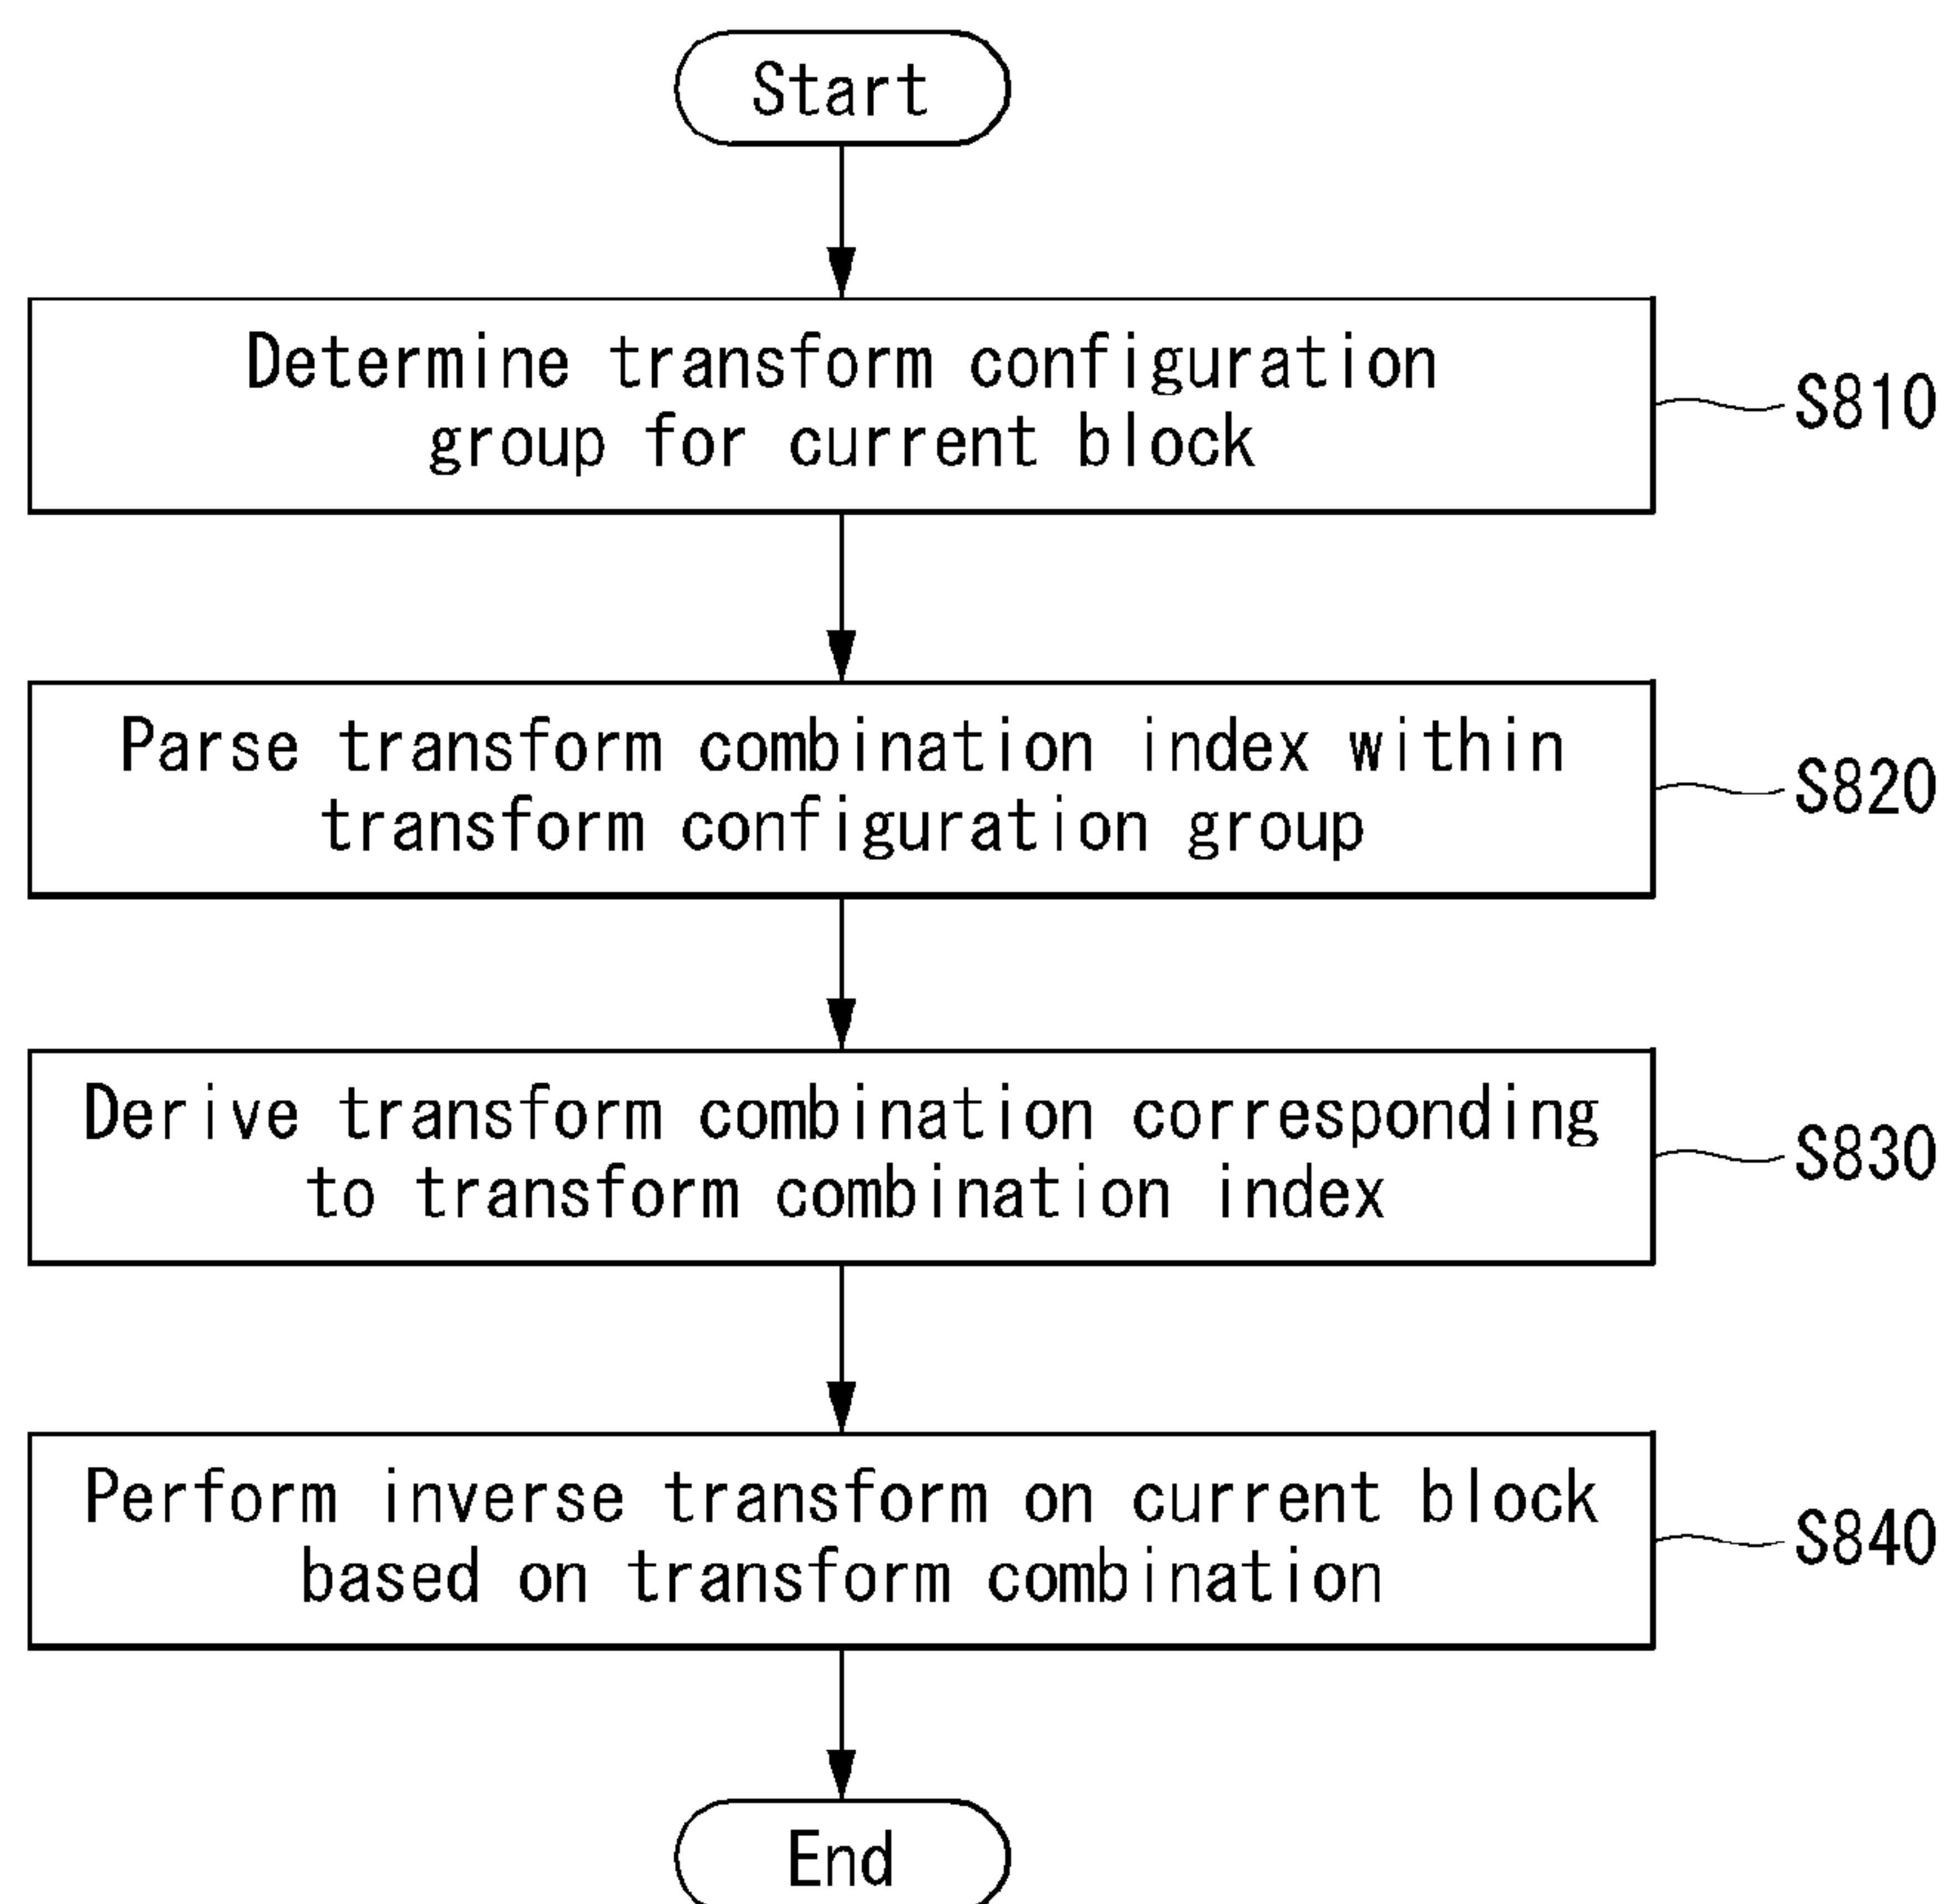 Start
Determine transform configuration
group for current block
S810
Parse transform combination index within
transform configuration group
S820
Derive transform combination corresponding
to transform combination index
S830
Perform inverse transform on current block
based on transform combination
S840
End